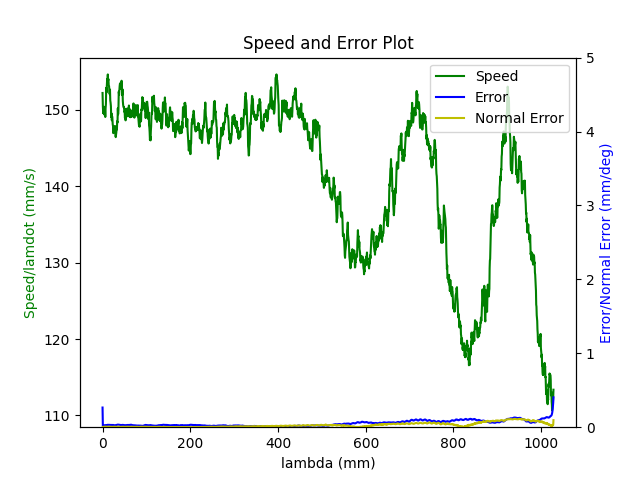 Speed and Error Plot
Speed
Error
Normal Error
Speed/lamdot (mm/s)
110
120
130
140
150
Error/Normal Error (mm/deg)
0
1
2
3
4
5
0
200
400
600
800
1000
lambda (mm)